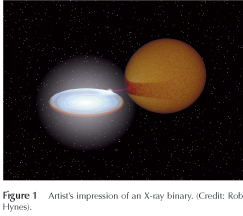 Figure 1 Artist's impression of an X-ray binary. (Credit: Rob
Hynes).